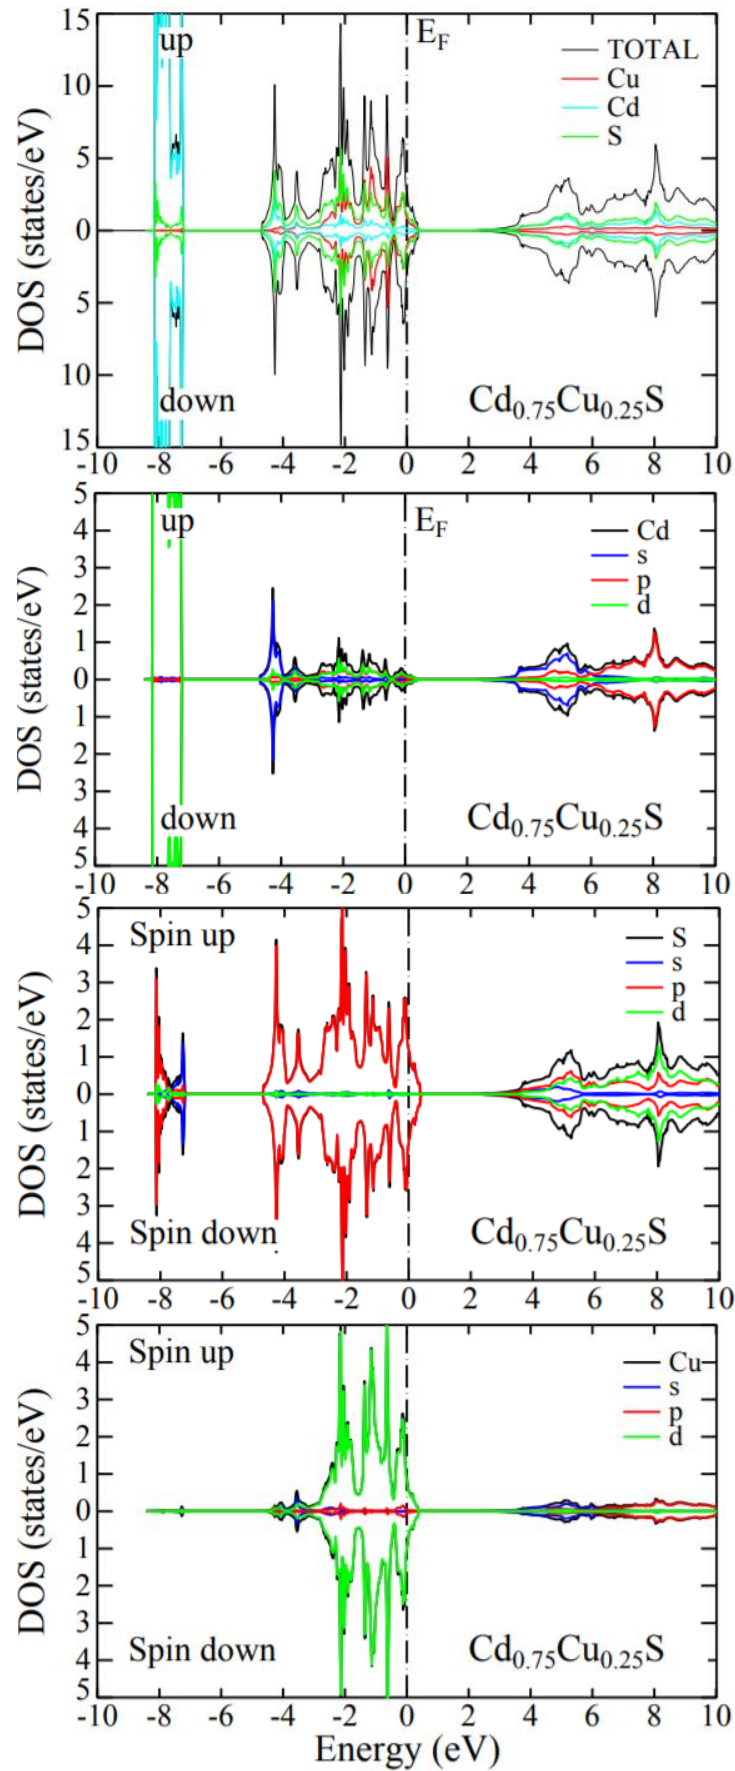 15
up
E_F
TOTAL
Cu
Cd
S
10
5
0
5
10
15
DOS ((states/eV)
down
Cd0.75Cu0.25S
-10 -8 -6 -4 -2 0 2 4 6 8 10
5
up
E_F
Cd
s
p
d
4
3
2
1
0
1
2
3
4
5
DOS ((states/eV)
down
Cd0.75Cu0.25S
-10 -8 -6 -4 -2 0 2 4 6 8 10
5
Spin up
S
s
p
d
4
3
2
1
0
1
2
3
4
5
DOS ((states/eV)
Spin down
Cd0.75Cu0.25S
-10 -8 -6 -4 -2 0 2 4 6 8 10
5
Spin up
Cu
s
p
d
4
3
2
1
0
1
2
3
4
5
DOS ((states/eV)
Spin down
Cd0.75Cu0.25S
-10 -8 -6 -4 -2 0 2 4 6 8 10
Energy (eV)